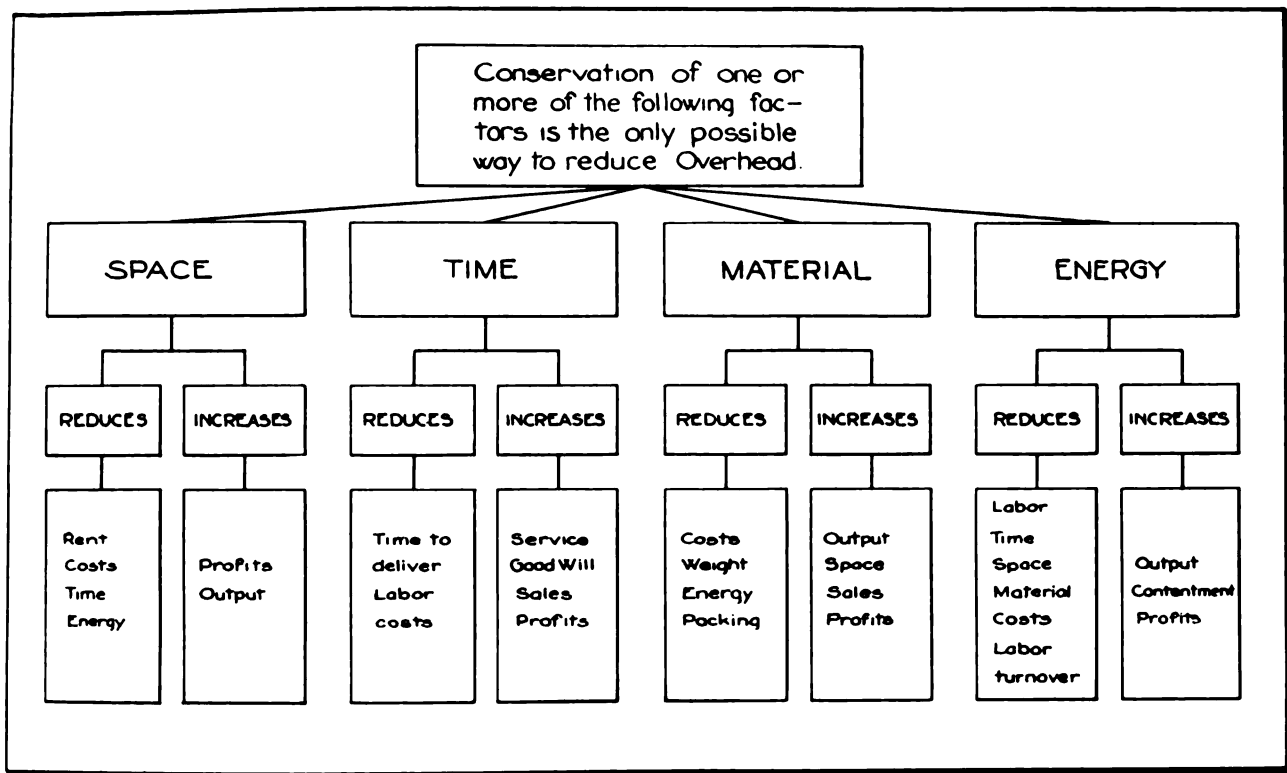 Conservation of one or
more of the following fac-
tors is the only possible
way to reduce Overhead.
SPACE
TIME
MATERIAL
ENERGY
REDUCES
INCREASES
REDUCES
INCREASES
REDUCES
INCREASES
REDUCES
INCREASES
Rent
Costs
Time
Energy
Profits
Output
Time to
deliver
Labor
costs
Service
Good Will
Sales
Profits
Costs
Weight
Energy
Packing
Output
Space
Sales
Profits
Labor
Time
Space
Material
Costs
Labor
turnover
Output
Contentment
Profits